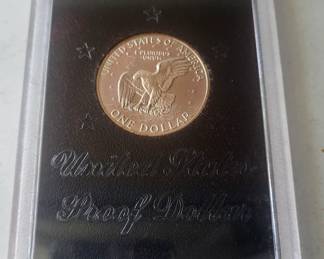 UNITED STATES OF AMERICA
E PLURIBUS
UNUM
ONE DOLLAR
United States
Proof Dollar